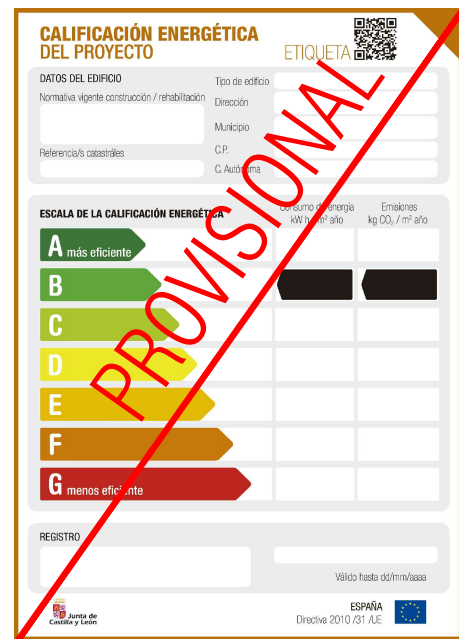 CALIFICACIÓN ENERGÉTICA
DEL PROYECTO
ETIQUETA
DATOS DEL EDIFICIO
Normativa vigente construcción / rehabilitación
Referencia/s catastráles
Tipo de edificio
Dirección
Municipio
C.P.
C. Autónoma
ESCALA DE LA CALIFICACIÓN ENERGÉTICA
Consumo de energía
kW h / m² año
Emisiones
kg CO₂ / m² año
A más eficiente
B
C
D
E
F
G menos eficiente
PROVISIONAL
REGISTRO
Válido hasta dd/mm/aaaa
Junta de
Castilla y León
ESPAÑA
Directiva 2010 /31 /UE